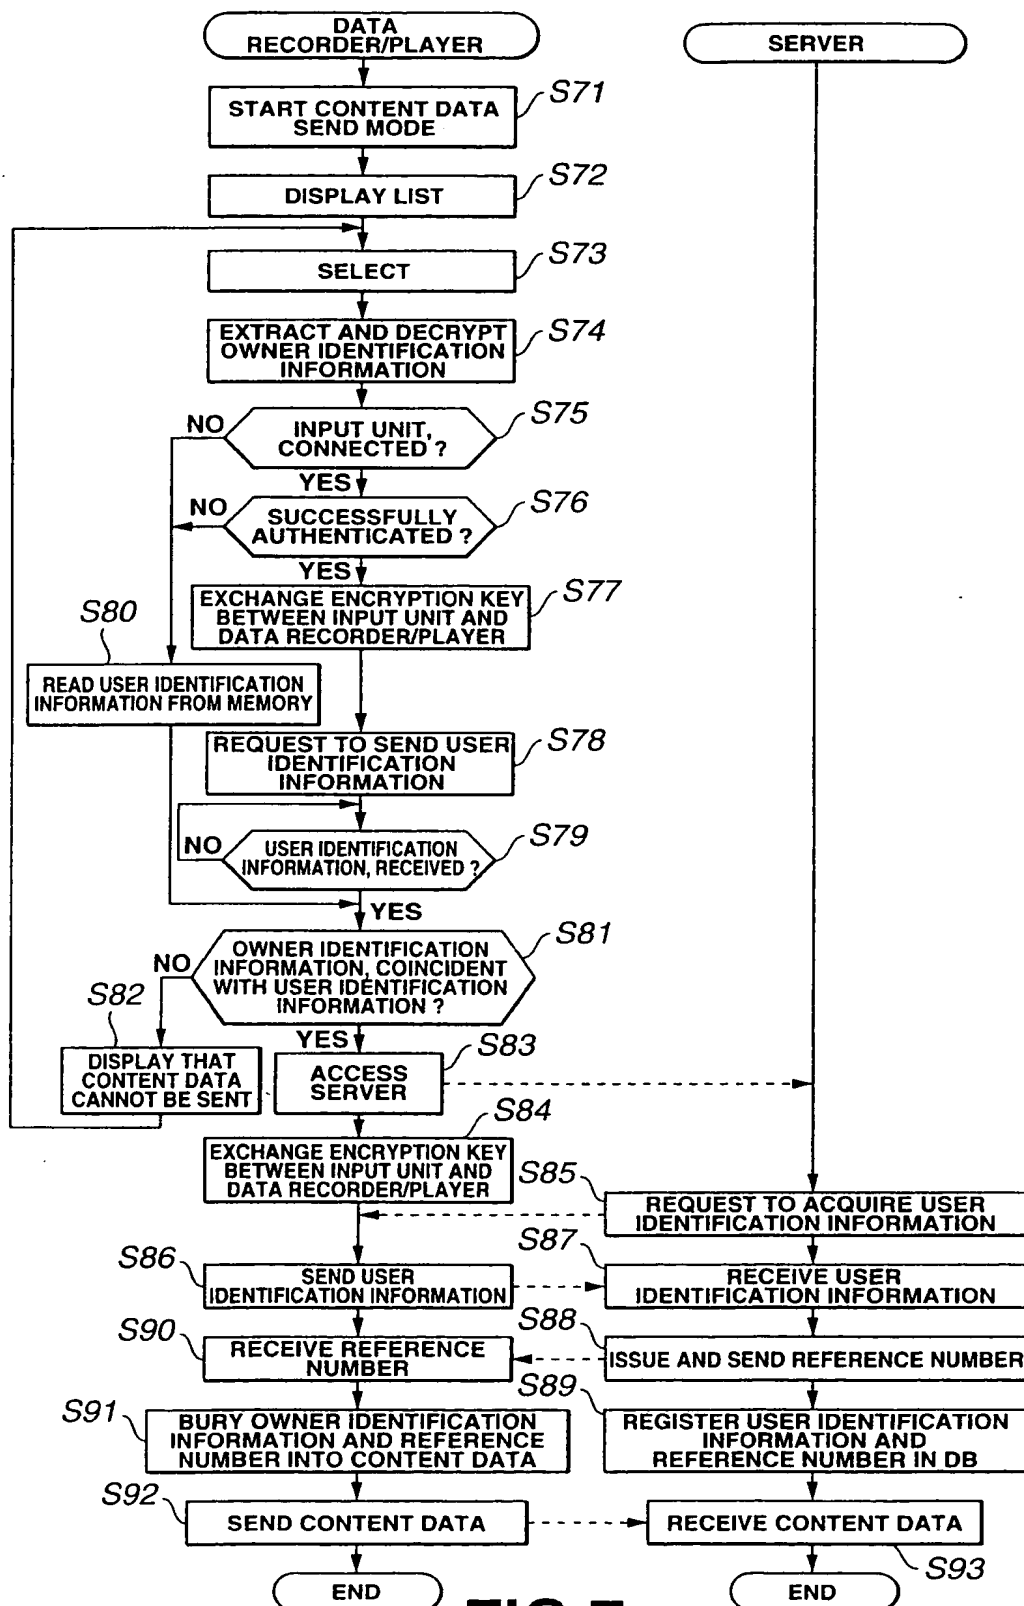 DATA
RECORDER/PLAYER
SERVER
START CONTENT DATA
SEND MODE
S71
DISPLAY LIST
S72
SELECT
S73
EXTRACT AND DECRYPT
OWNER IDENTIFICATION
INFORMATION
S74
INPUT UNIT,
CONNECTED ?
S75
NO
YES
SUCCESSFULLY
AUTHENTICATED ?
S76
NO
YES
EXCHANGE ENCRYPTION KEY
BETWEEN INPUT UNIT AND
DATA RECORDER/PLAYER
S77
S80
READ USER IDENTIFICATION
INFORMATION FROM MEMORY
REQUEST TO SEND USER
IDENTIFICATION
INFORMATION
S78
USER IDENTIFICATION
INFORMATION, RECEIVED ?
S79
NO
YES
OWNER IDENTIFICATION
INFORMATION, COINCIDENT
WITH USER IDENTIFICATION
INFORMATION ?
S81
NO
YES
S82
DISPLAY THAT
CONTENT DATA
CANNOT BE SENT
ACCESS
SERVER
S83
EXCHANGE ENCRYPTION KEY
BETWEEN INPUT UNIT AND
DATA RECORDER/PLAYER
S84
S85
REQUEST TO ACQUIRE USER
IDENTIFICATION INFORMATION
S86
SEND USER
IDENTIFICATION INFORMATION
S87
RECEIVE USER
IDENTIFICATION INFORMATION
S90
RECEIVE REFERENCE
NUMBER
S88
ISSUE AND SEND REFERENCE NUMBER
S91
BURY OWNER IDENTIFICATION
INFORMATION AND REFERENCE
NUMBER INTO CONTENT DATA
S89
REGISTER USER IDENTIFICATION
INFORMATION AND
REFERENCE NUMBER IN DB
S92
SEND CONTENT DATA
RECEIVE CONTENT DATA
S93
END
END